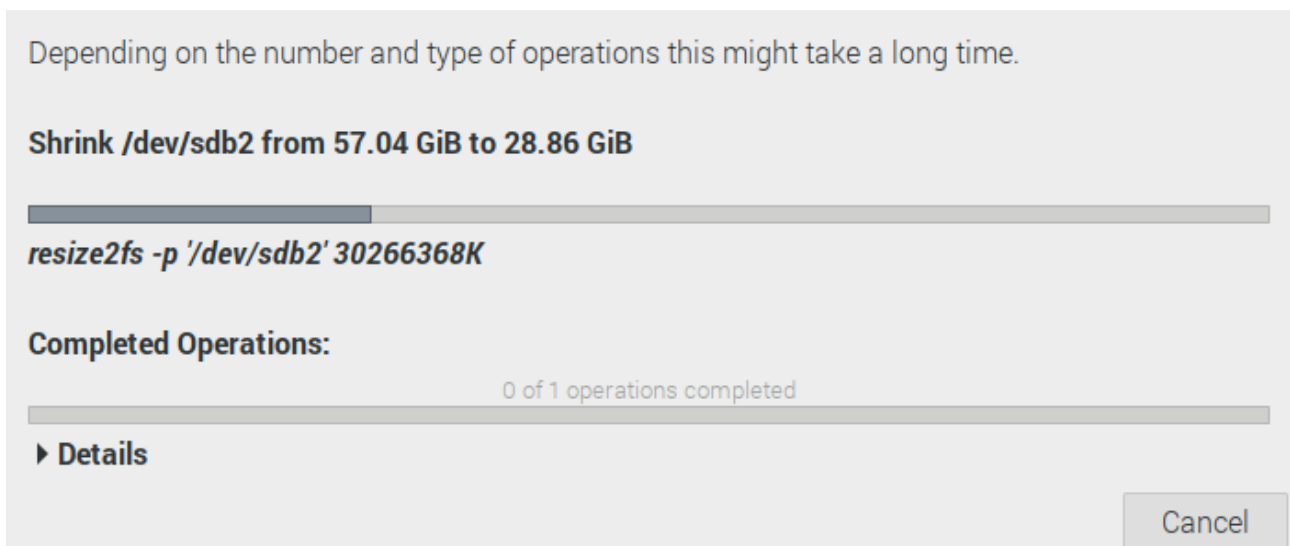 Depending on the number and type of operations this might take a long time.
Shrink /dev/sdb2 from 57.04 GiB to 28.86 GiB
resize2fs -p '/dev/sdb2' 30266368K
Completed Operations:
0 of 1 operations completed
Details
Cancel